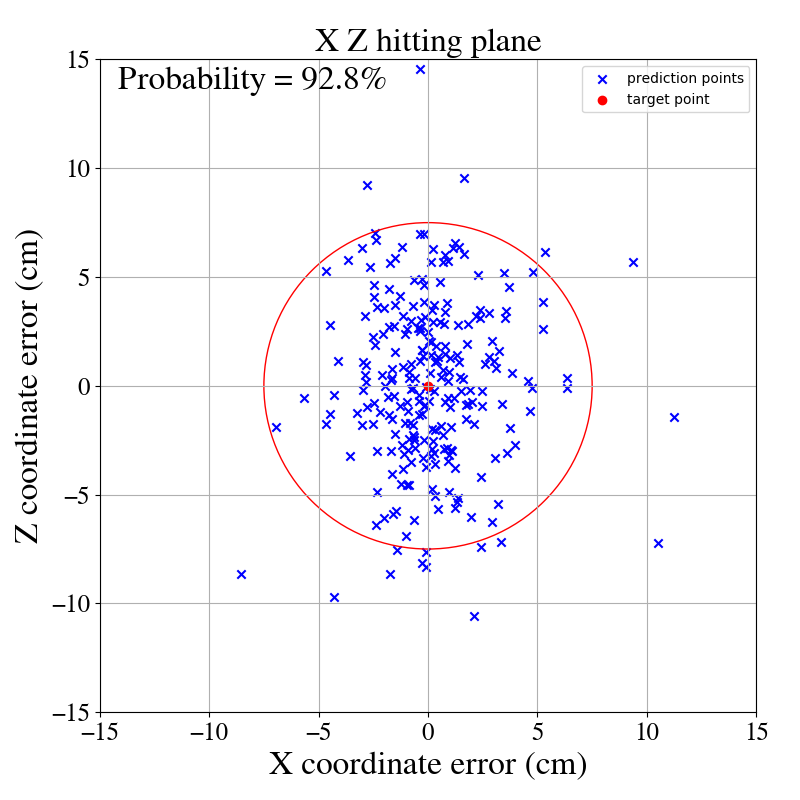 X Z hitting plane
Probability = 92.8%
prediction points
target point
Z coordinate error (cm)
15
10
5
0
−5
−10
−15
−15 −10 −5 0 5 10 15
X coordinate error (cm)